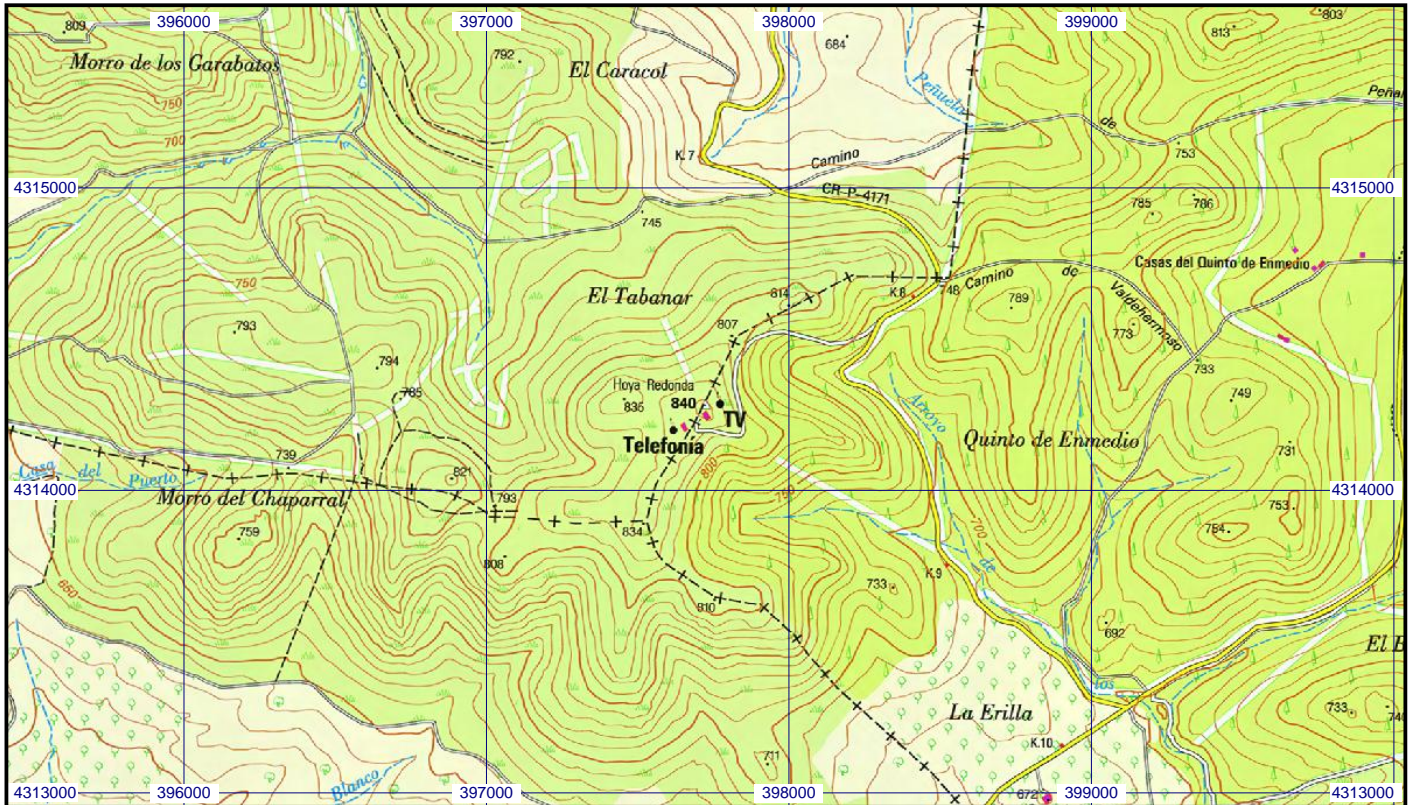 396000
397000
398000
399000
809
792
684
813
803
Morro de los Garabatos
El Caracol
Peñuela
750
700
K. 7
Camino
de
753
4315000
4315000
CR-P-4171
745
785
786
Casas del Quinto de Enmedio
750
El Tabanar
814
K.8
748
Camino
de
Valdehermoso
789
773
793
807
733
794
785
Hoya Redonda
835
840
TV
749
Arroyo
Telefonía
Quinto de Enmedio
731
739
821
800
750
Casa
del
Puerto
Morro del Chaparral
793
4314000
4314000
753
754
759
834
700
808
de
K.9
733
650
810
692
El E
los
La Erilla
733
K.10
711
Blanco
672
4313000
396000
397000
398000
399000
4313000